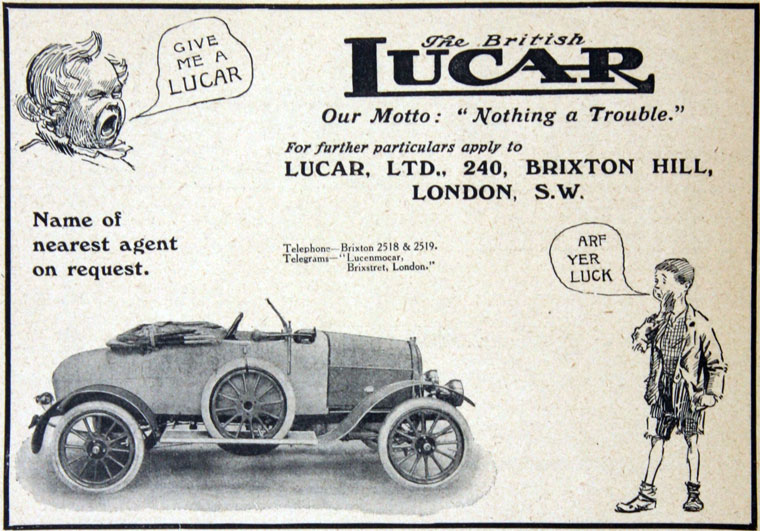 GIVE
ME A
LUCAR
The British
LUCAR
Our Motto: "Nothing a Trouble."
For further particulars apply to
LUCAR, LTD., 240, BRIXTON HILL,
LONDON, S.W.
Name of
nearest agent
on request.
Telephone—Brixton 2518 & 2519.
Telegrams—"Lucenmocar,
Brixstret, London."
ARF
YER
LUCK